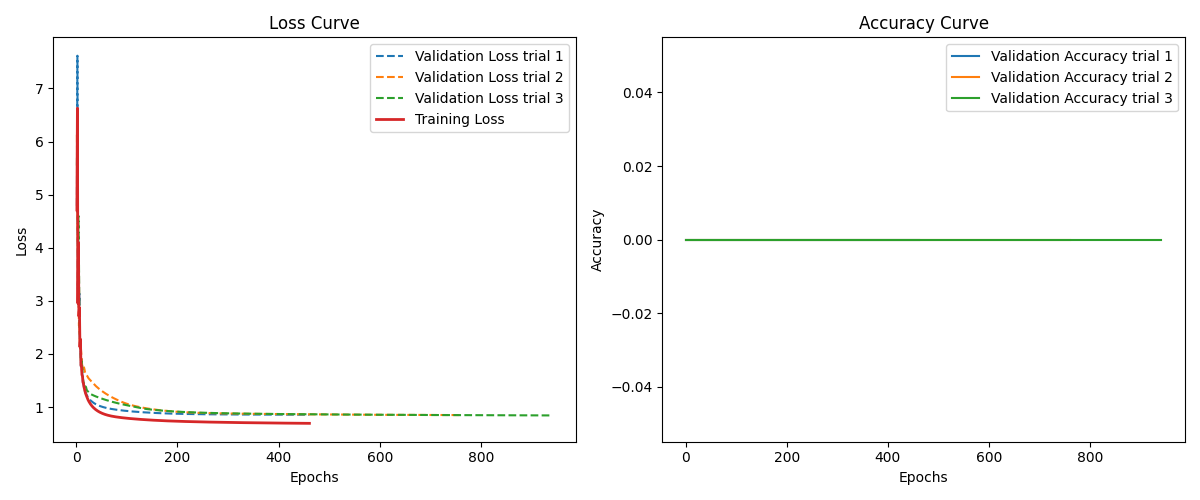 Loss Curve
Validation Loss trial 1
Validation Loss trial 2
Validation Loss trial 3
Training Loss
7
6
5
4
3
2
1
Loss
0
200
400
600
800
Epochs
Accuracy Curve
Validation Accuracy trial 1
Validation Accuracy trial 2
Validation Accuracy trial 3
0.04
0.02
0.00
−0.02
−0.04
Accuracy
0
200
400
600
800
Epochs